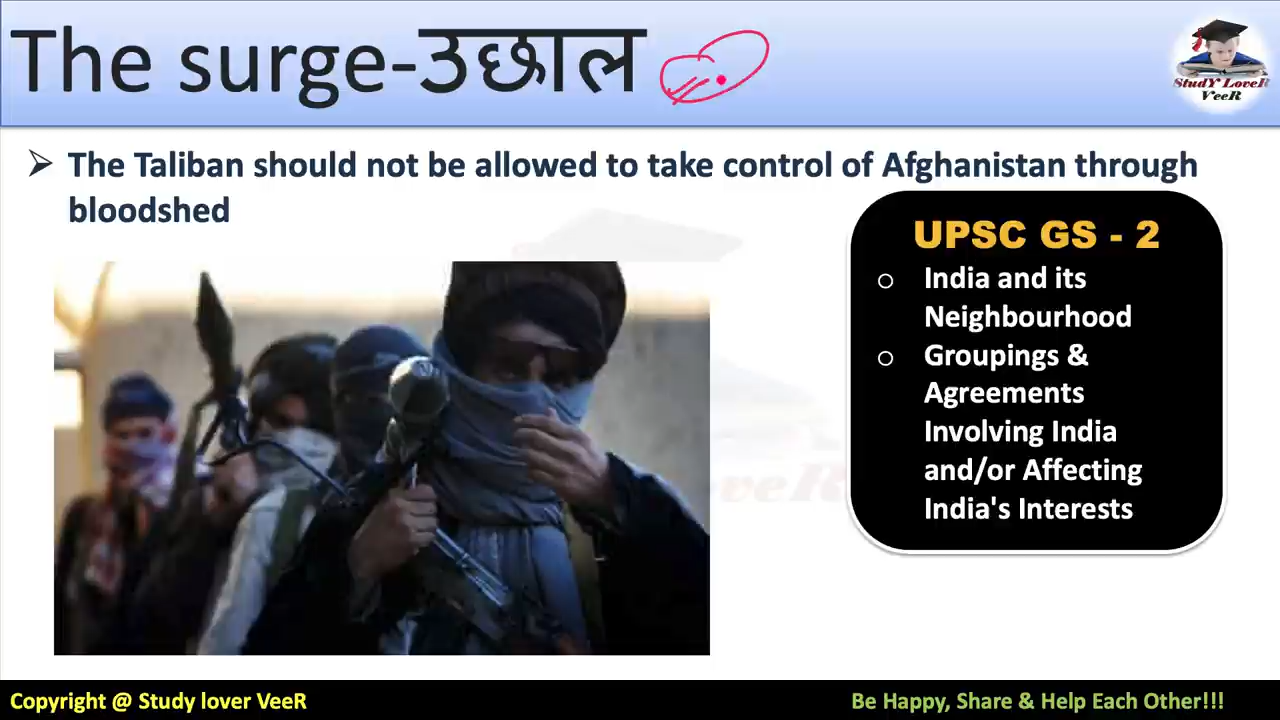 The surge-उछाल
StudY LoveR
VeeR
➢ The Taliban should not be allowed to take control of Afghanistan through
bloodshed
UPSC GS - 2
○ India and its
Neighbourhood
○ Groupings &
Agreements
Involving India
and/or Affecting
India's Interests
veR
Copyright @ Study lover VeeR
Be Happy, Share & Help Each Other!!!